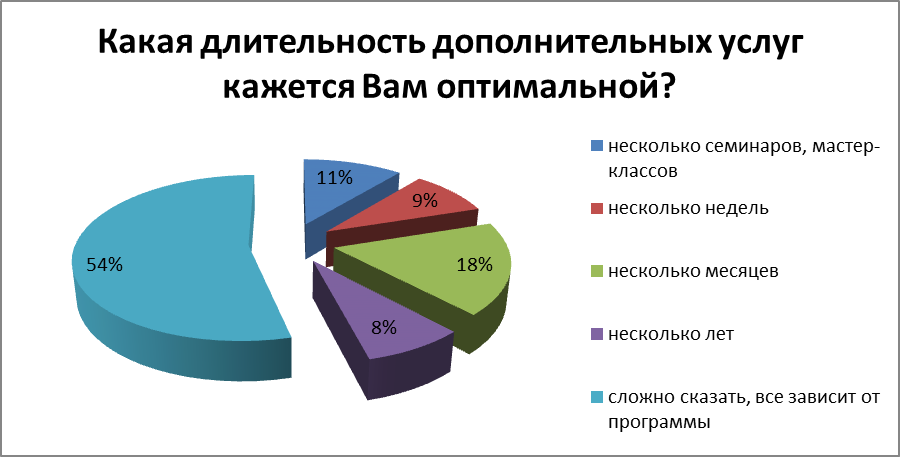 Какая длительность дополнительных услуг
кажется Вам оптимальной?
11%
9%
18%
8%
54%
несколько семинаров, мастер-
классов
несколько недель
несколько месяцев
несколько лет
сложно сказать, все зависит от
программы